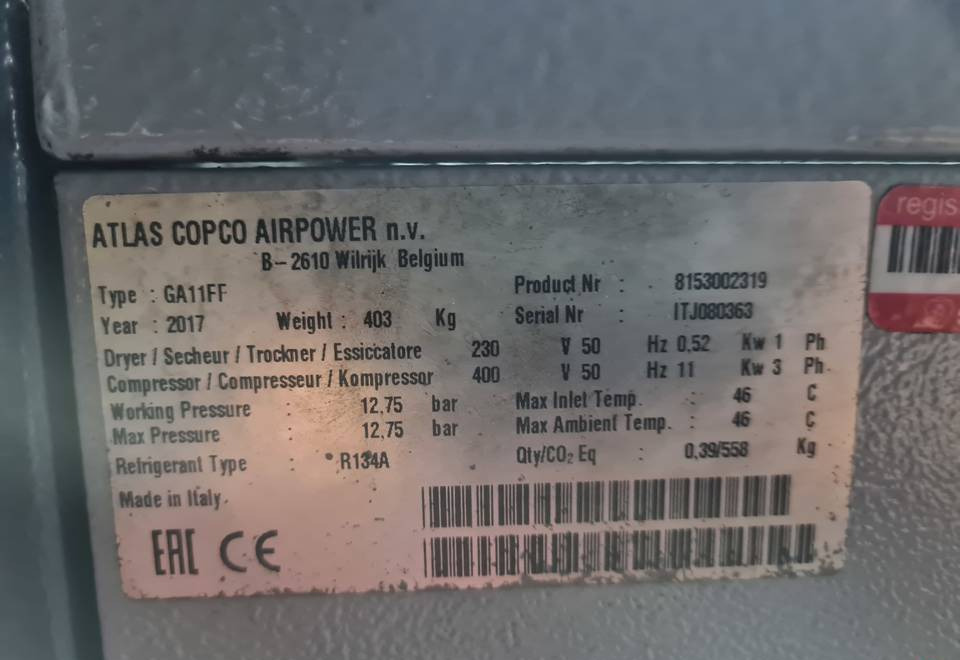 ATLAS COPCO AIRPOWER n.v.
B-2610 Wilrijk Belgium
Type : GA11FF
Product Nr : 8153002319
Year : 2017 Weight : 403 Kg
Serial Nr : ITJ080363
Dryer / Secheur / Trockner / Essiccatore 230 V 50 Hz 0,52 Kw 1 Ph
Compressor / Compresseur / Kompressor 400 V 50 Hz 11 Kw 3 Ph
Working Pressure : 12,75 bar
Max Inlet Temp. : 46 C
Max Pressure : 12,75 bar
Max Ambient Temp. : 46 C
Refrigerant Type : R134A
Qty/CO₂ Eq : 0,39/558 Kg
Made in Italy
EAC CE
regis